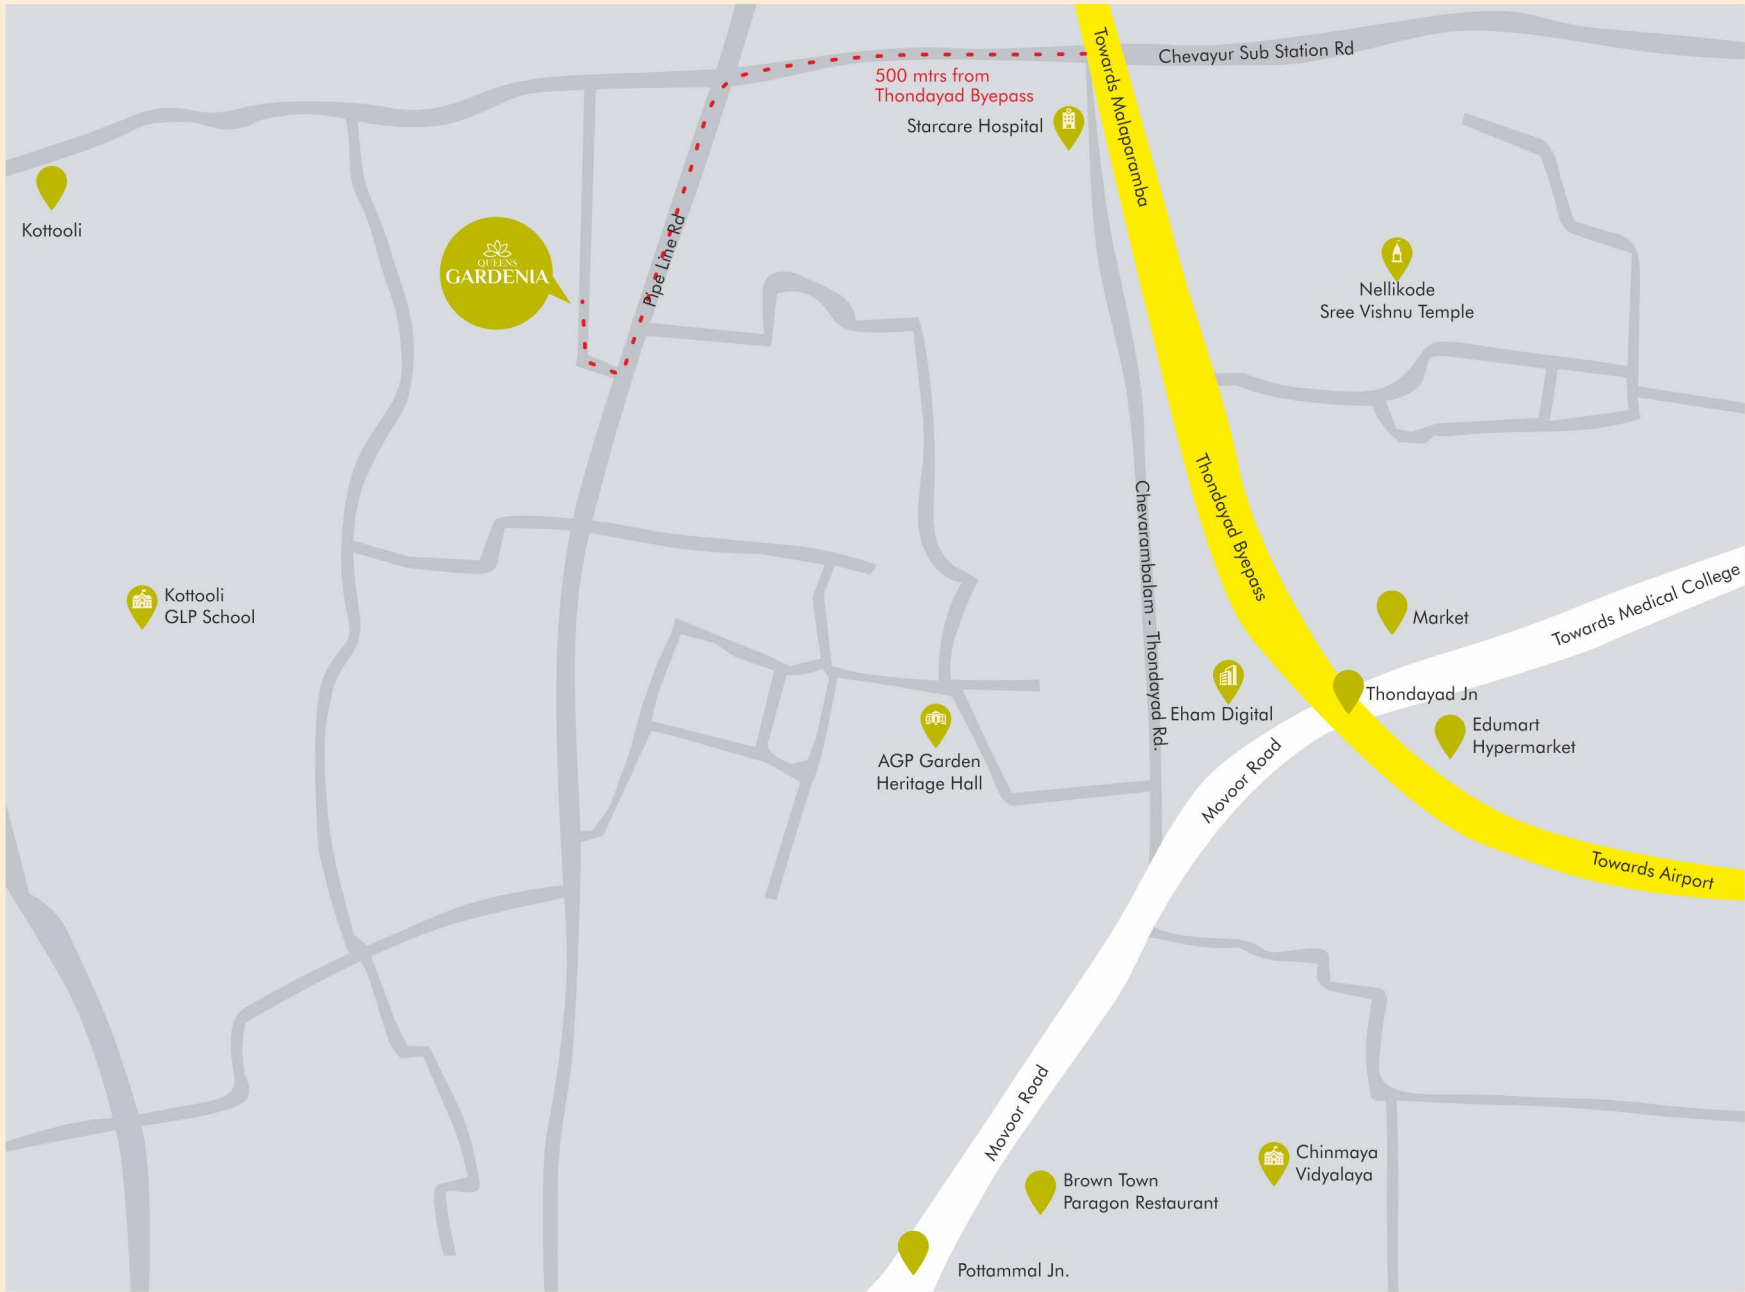 Towards Malaparamba
Chevayur Sub Station Rd
500 mtrs from
Thondayad Byepass
Starcare Hospital
Kottooli
QUEENS
GARDENIA
Pipe Line Rd
Nellikode
Sree Vishnu Temple
Thondayad Byepass
Chevarambalam - Thondayad Rd.
Kottooli
GLP School
Market
Towards Medical College
Thondayad Jn
Eham Digital
Edumart
Hypermarket
AGP Garden
Heritage Hall
Movoor Road
Towards Airport
Movoor Road
Chinmaya
Vidyalaya
Brown Town
Paragon Restaurant
Pottammal Jn.